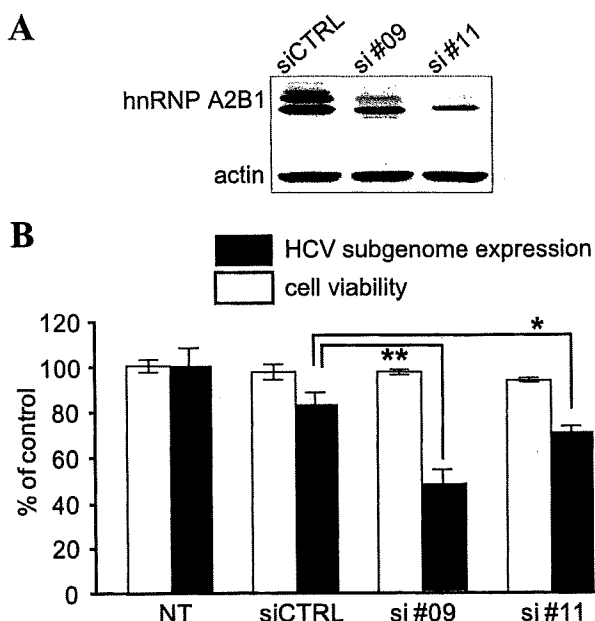 A
siCTRL
si #09
si #11
hnRNP A2B1
actin
B
HCV subgenome expression
cell viability
% of control
120
100
80
60
40
20
0
*
**
NT
siCTRL
si #09
si #11